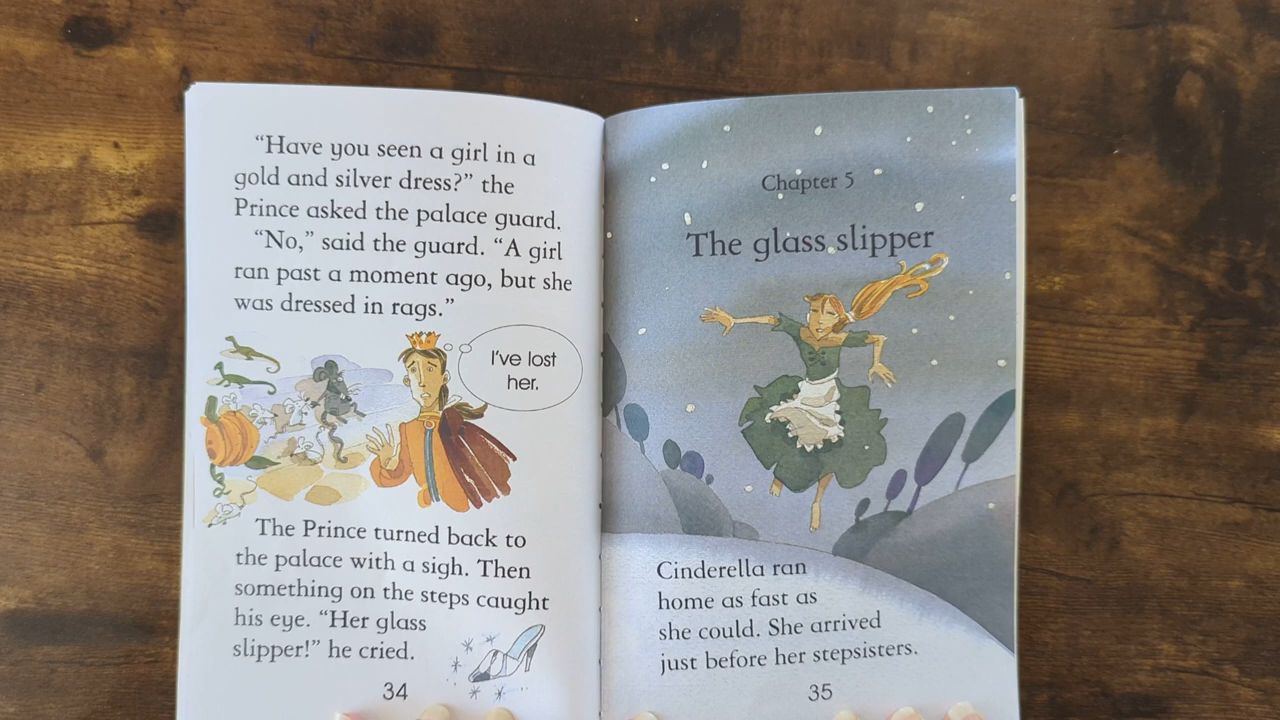 “Have you seen a girl in a
gold and silver dress?” the
Prince asked the palace guard.
“No,” said the guard. “A girl
ran past a moment ago, but she
was dressed in rags.”
I’ve lost
her.
The Prince turned back to
the palace with a sigh. Then
something on the steps caught
his eye. “Her glass
slipper!” he cried.
34
Chapter 5
The glass slipper
Cinderella ran
home as fast as
she could. She arrived
just before her stepsisters.
35